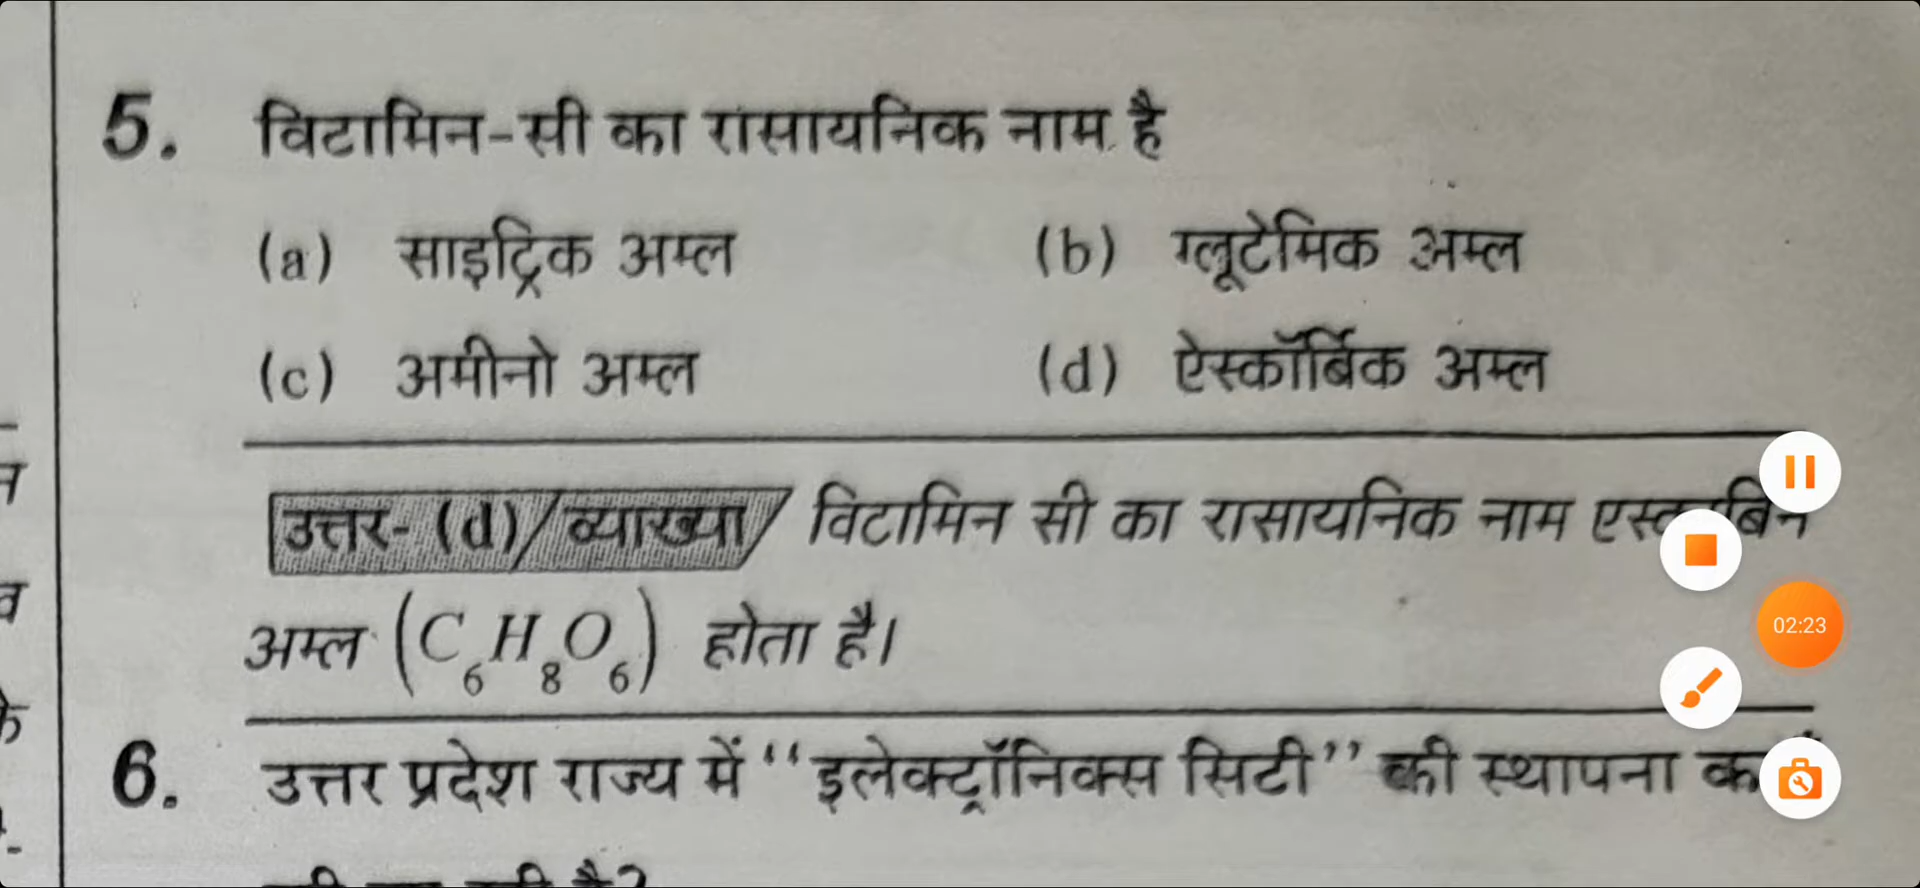 5. विटामिन-सी का रासायनिक नाम है
(a) साइट्रिक अम्ल (b) ग्लूटेमिक अम्ल
(c) अमीनो अम्ल (d) ऐस्कॉर्बिक अम्ल
उत्तर- (d)/व्याख्या/ विटामिन सी का रासायनिक नाम
अम्ल (C₆H₈O₆) होता है।
02:23
6. उत्तर प्रदेश राज्य में ‘‘इलेक्ट्रॉनिक्स सिटी’’ की स्थापना